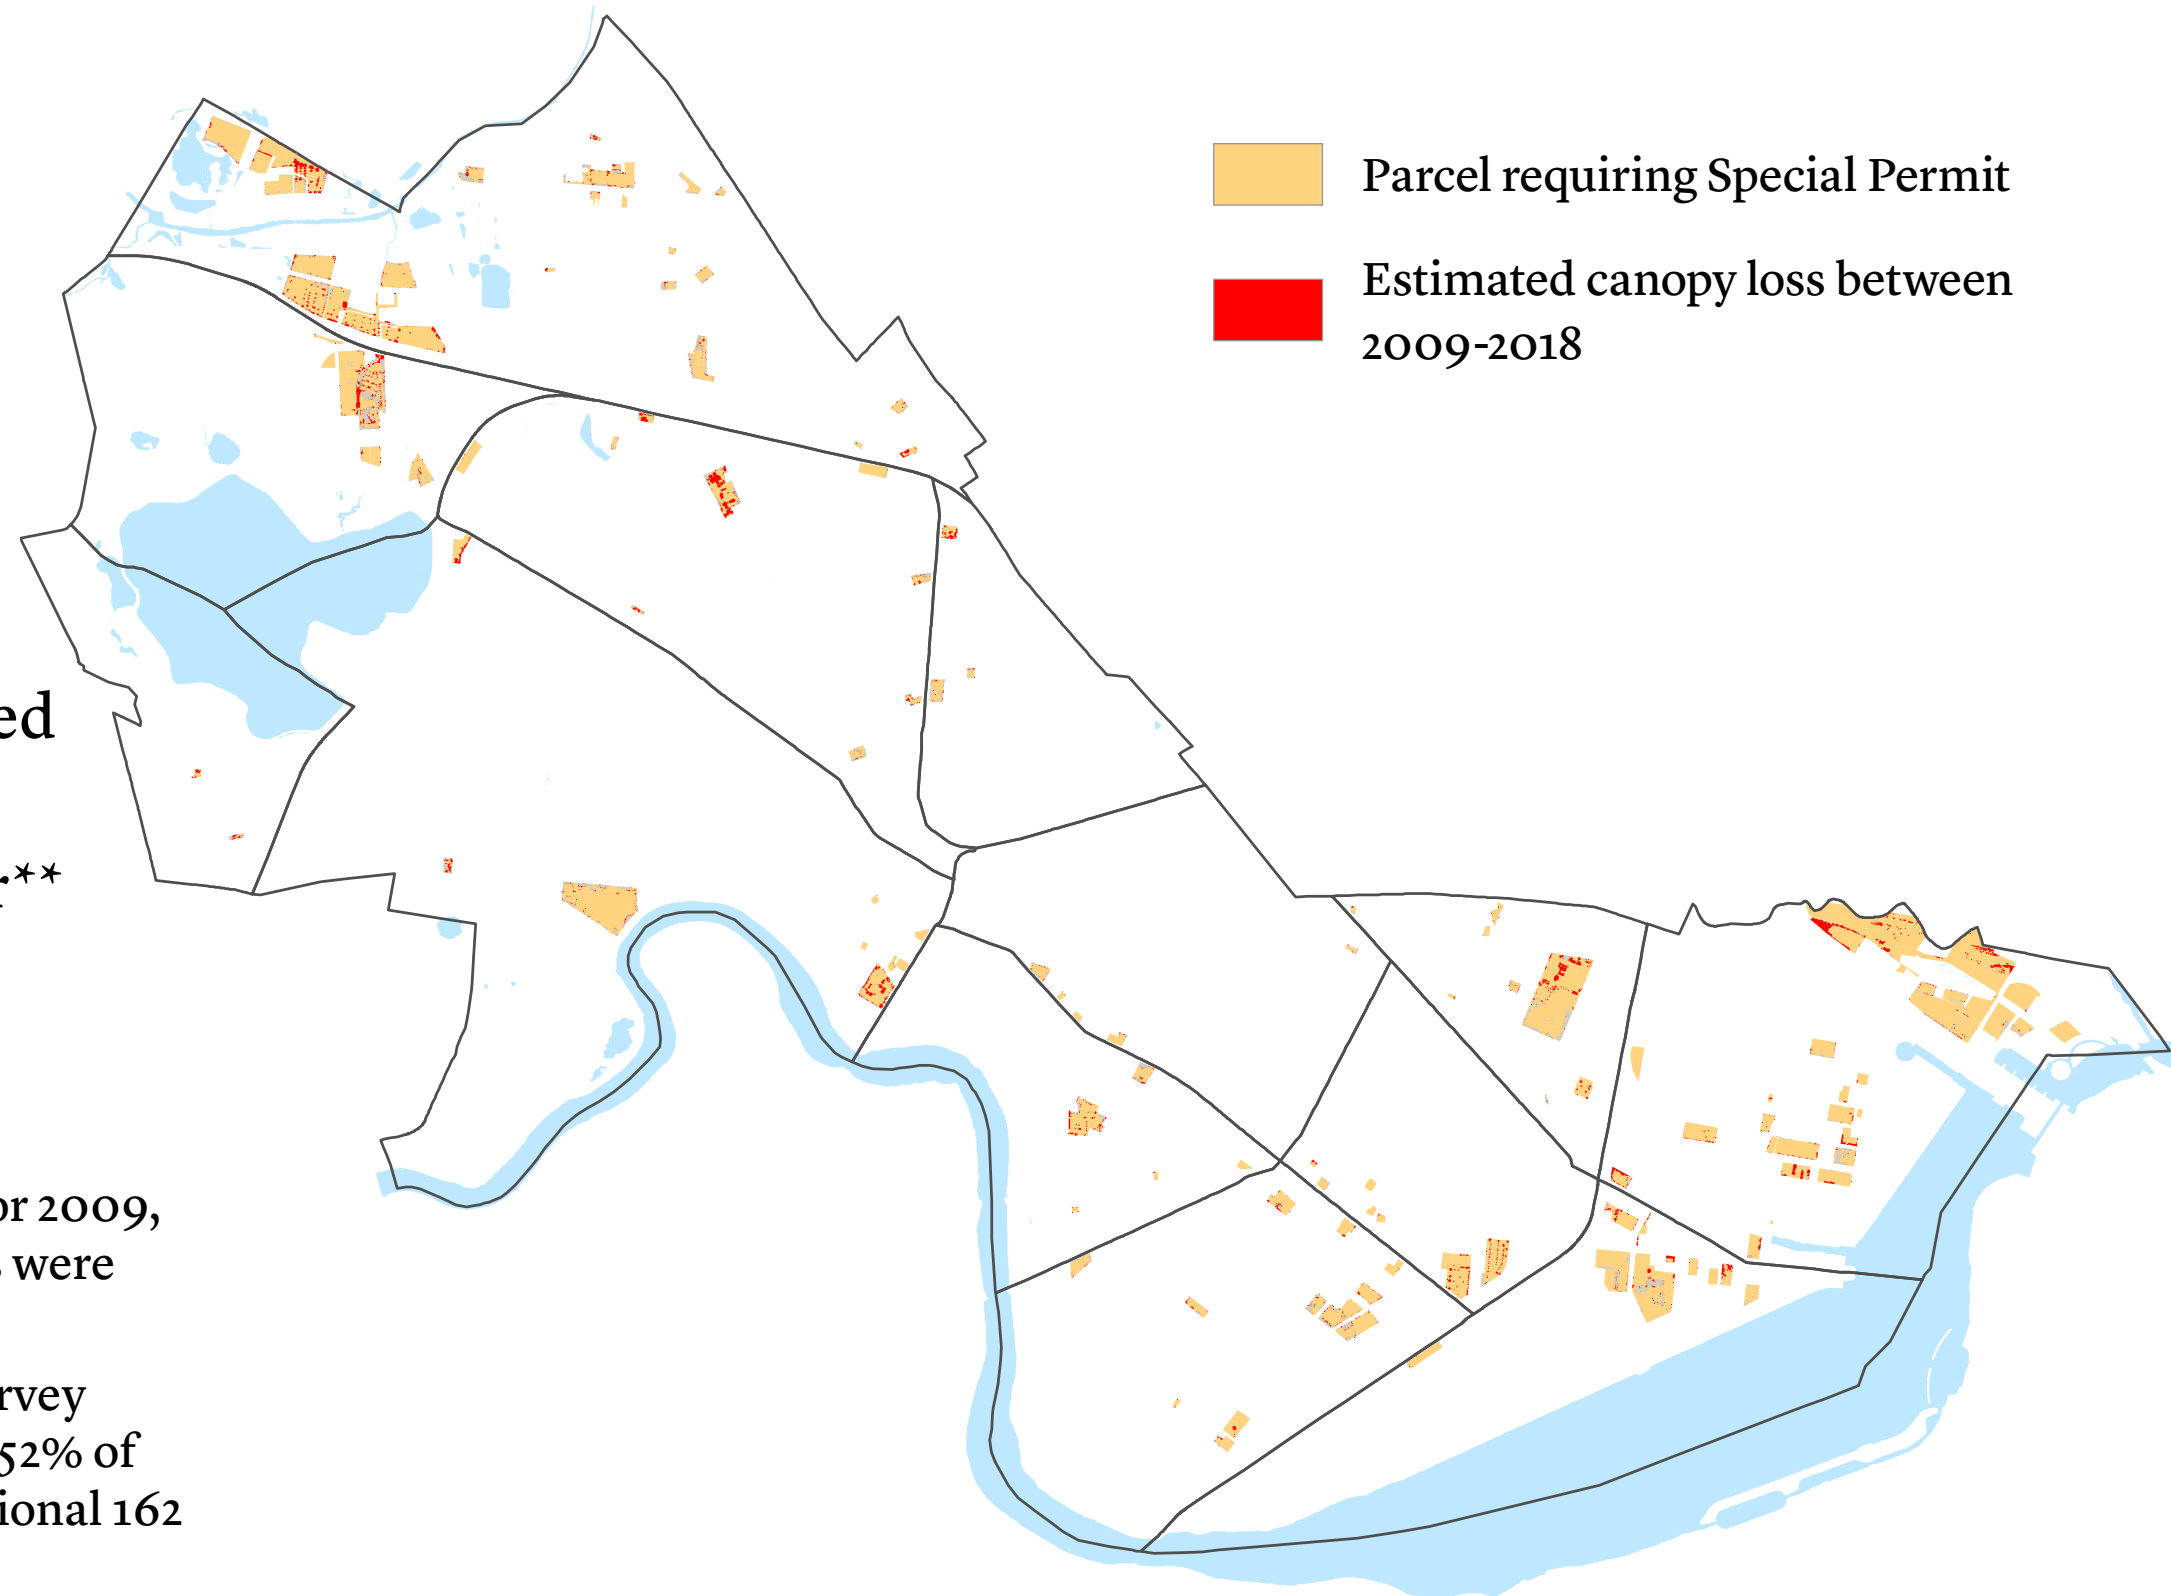 Parcel requiring Special Permit
Estimated canopy loss between
2009-2018
ed
r**
or 2009,
s were
rvey
52% of
ional 162